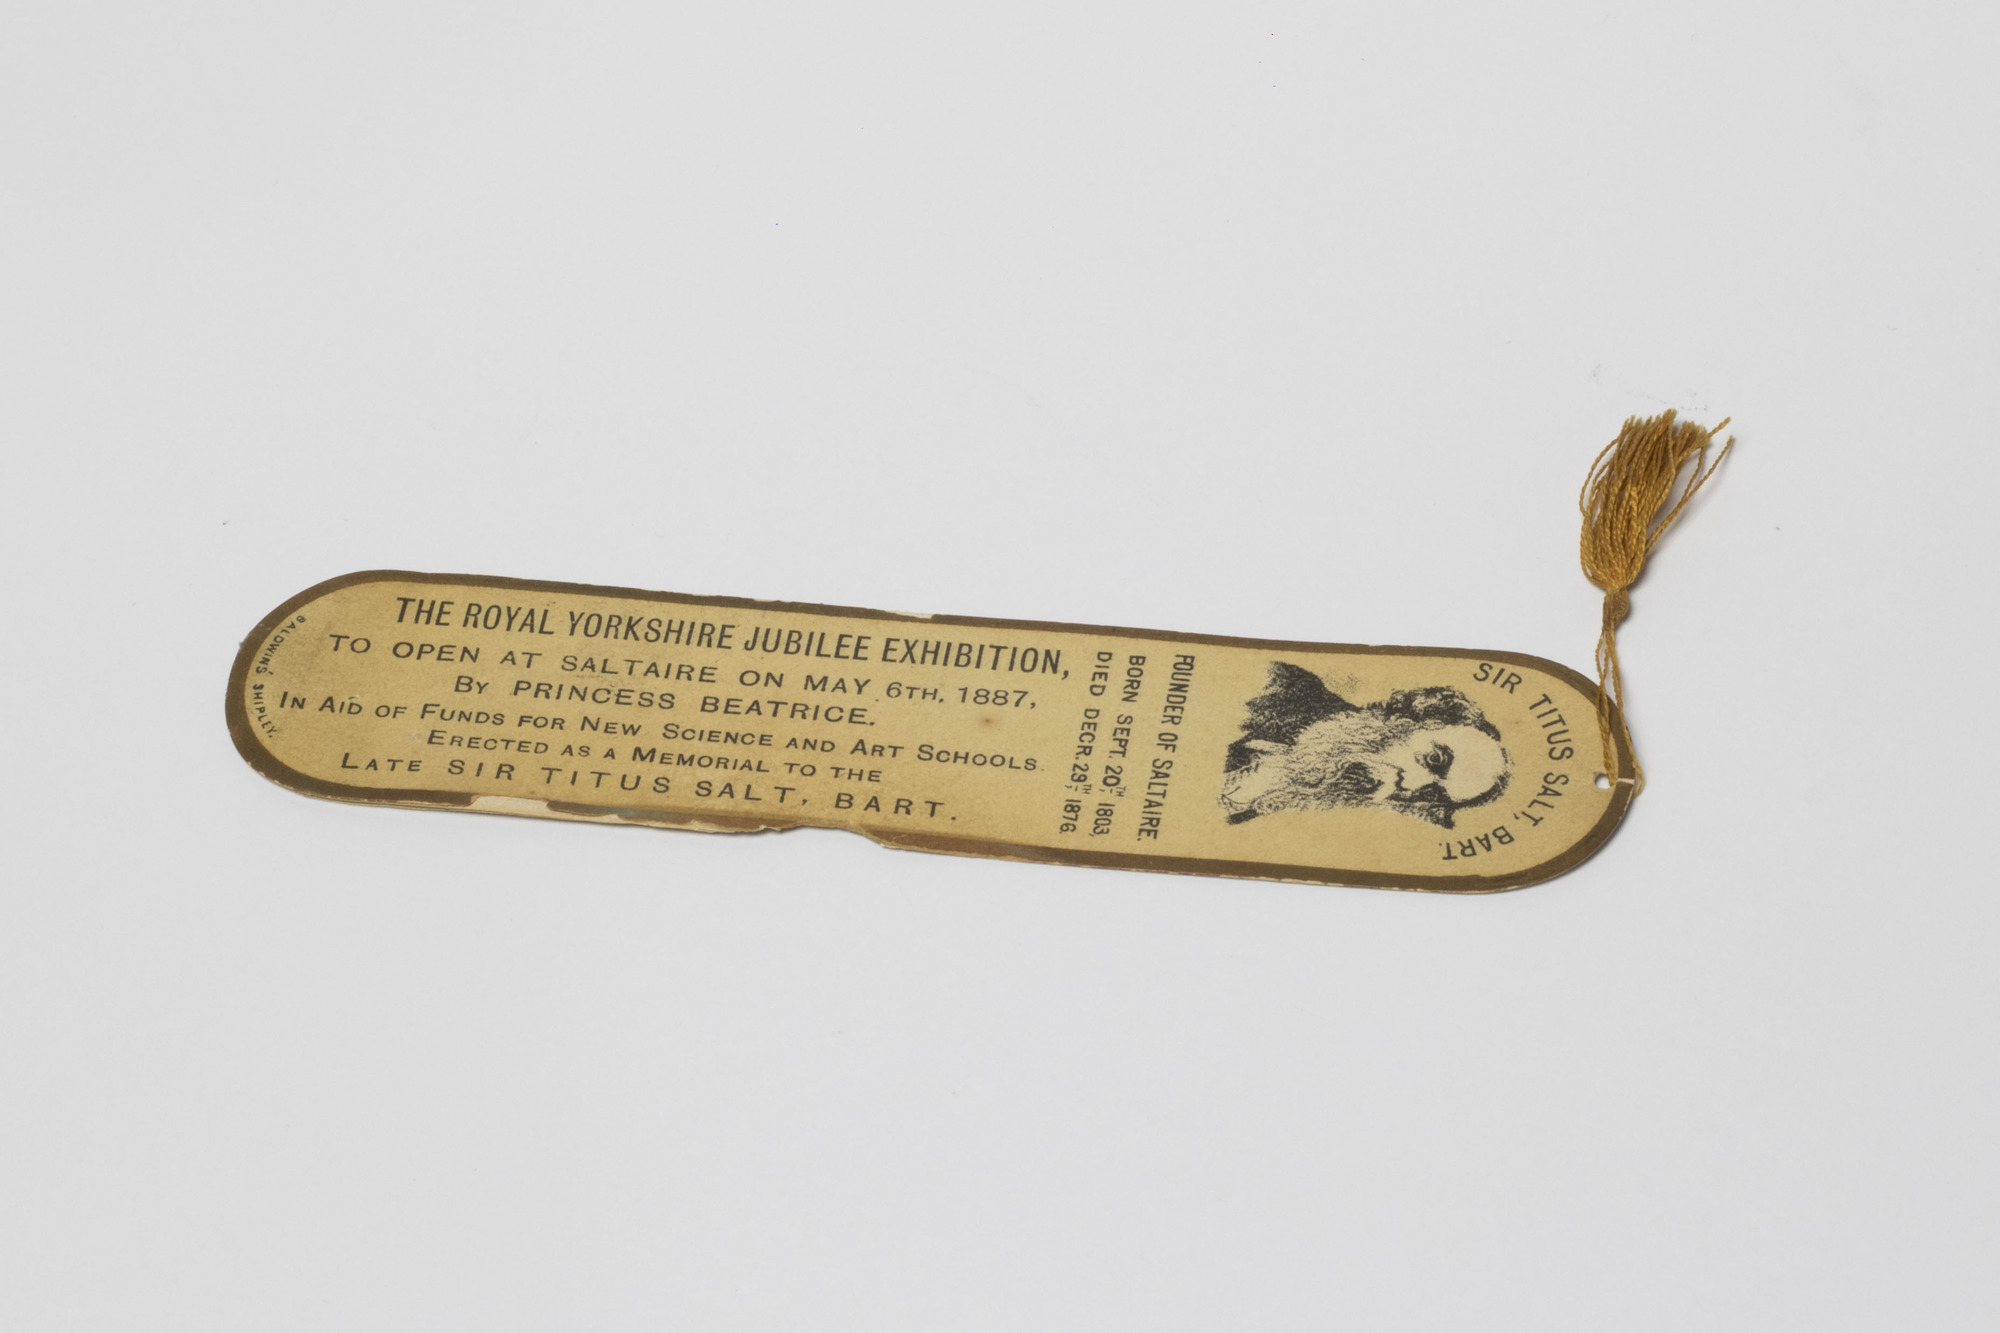 SIR TITUS SALT, BART.
FOUNDER OF SALTAIRE.
BORN SEPT. 20TH, 1803,
DIED DECR. 29TH, 1876.
THE ROYAL YORKSHIRE JUBILEE EXHIBITION,
TO OPEN AT SALTAIRE ON MAY 6TH, 1887,
BY PRINCESS BEATRICE.
IN AID OF FUNDS FOR NEW SCIENCE AND ART SCHOOLS.
ERECTED AS A MEMORIAL TO THE
LATE SIR TITUS SALT, BART.
BALDWINS, SHIPLEY.